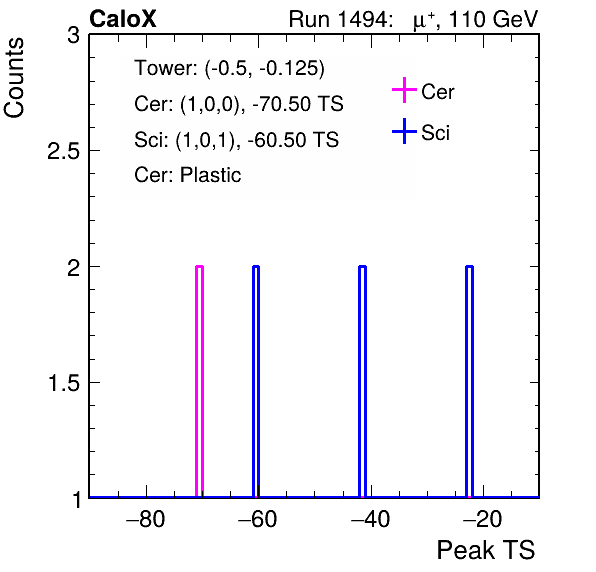 CaloX Run 1494: μ⁺, 110 GeV
Counts
3
2.5
2
1.5
1
Tower: (-0.5, -0.125)
Cer: (1,0,0), -70.50 TS
Sci: (1,0,1), -60.50 TS
Cer: Plastic
Cer
Sci
−80 −60 −40 −20
Peak TS